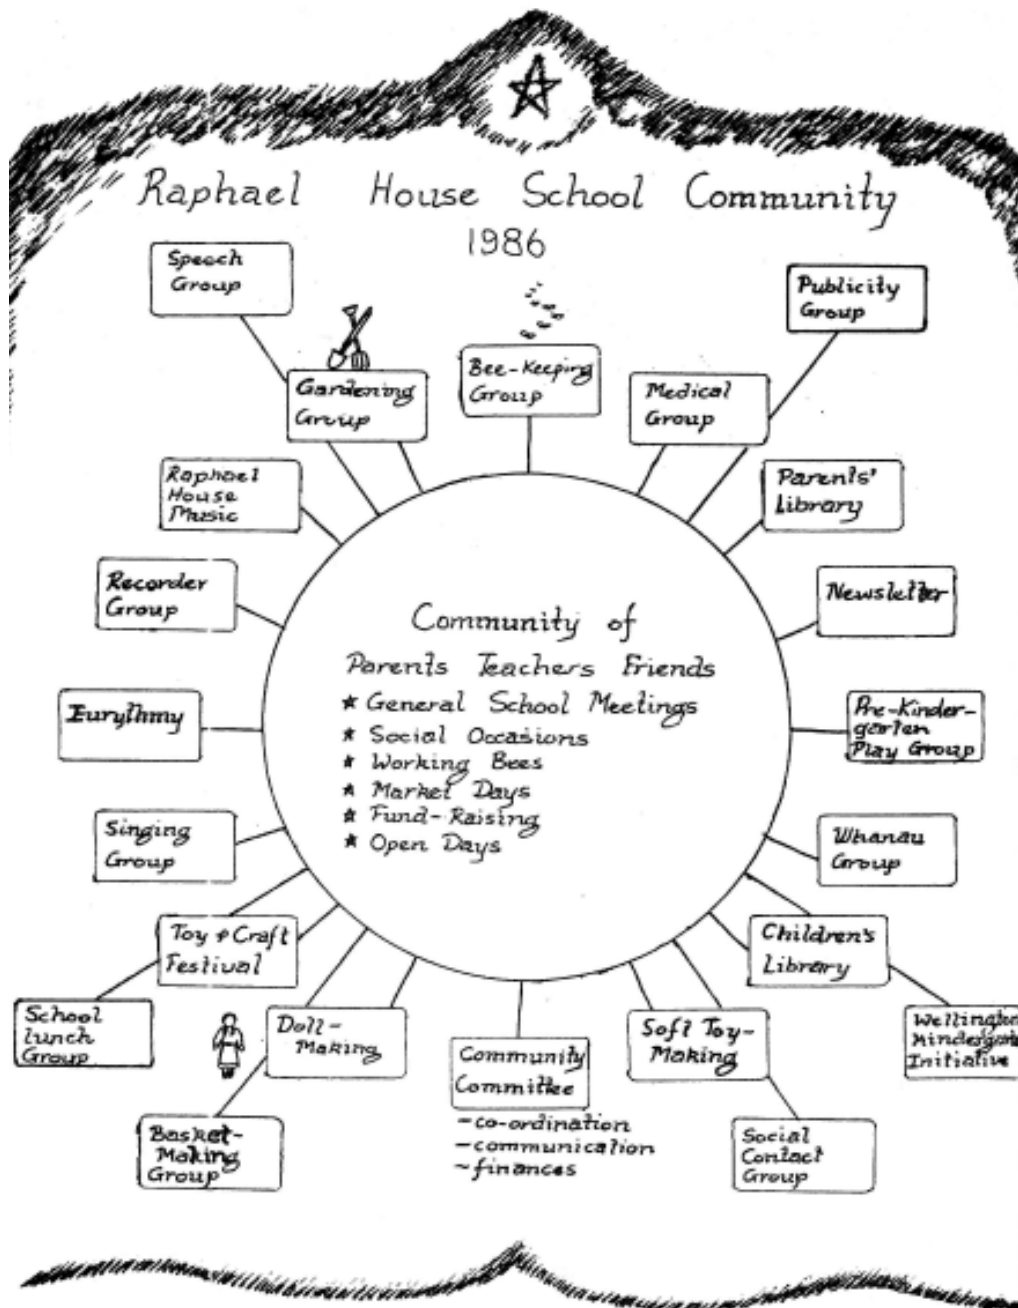 Raphael House School Community
1986
Speech
Group
Gardening
Group
Bee-Keeping
Group
Medical
Group
Publicity
Group
Raphael
House
Music
Parents'
Library
Recorder
Group
Newsletter
Eurythmy
Pre-Kinder-
garten
Play Group
Community of
Parents Teachers Friends
★ General School Meetings
★ Social Occasions
★ Working Bees
★ Market Days
★ Fund-Raising
★ Open Days
Singing
Group
Whanau
Group
Toy & Craft
Festival
Children's
Library
School
Lunch
Group
Doll-
Making
Community
Committee
-co-ordination
-communication
-finances
Soft Toy-
Making
Wellington
Initiative
Basket-
Making
Group
Social
Contact
Group